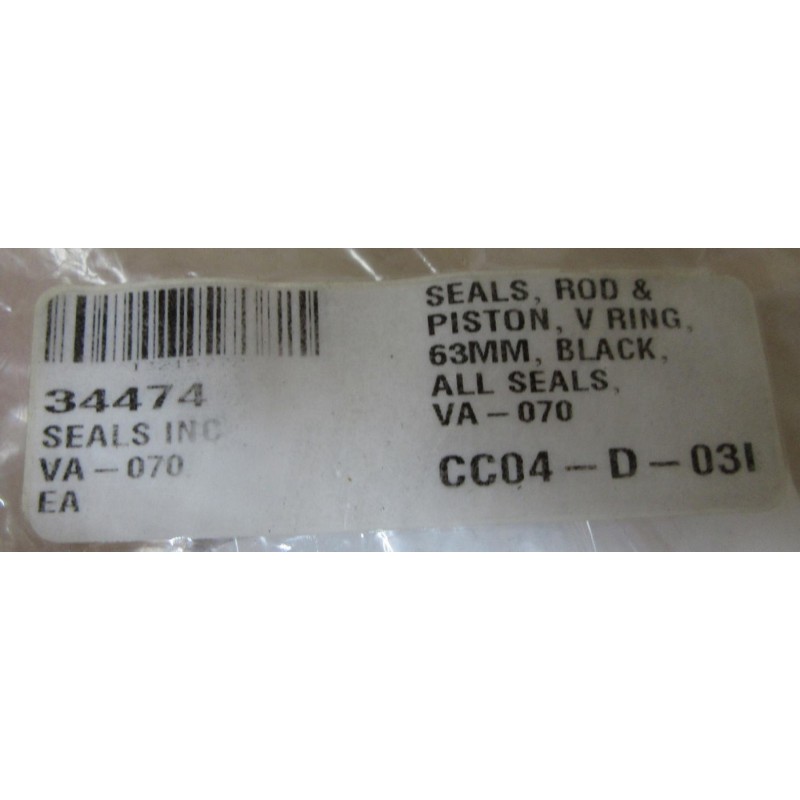 34474
SEALS INC
VA-070
EA
SEALS, ROD &
PISTON, V RING,
63MM, BLACK,
ALL SEALS,
VA-070
CC04-D-03I